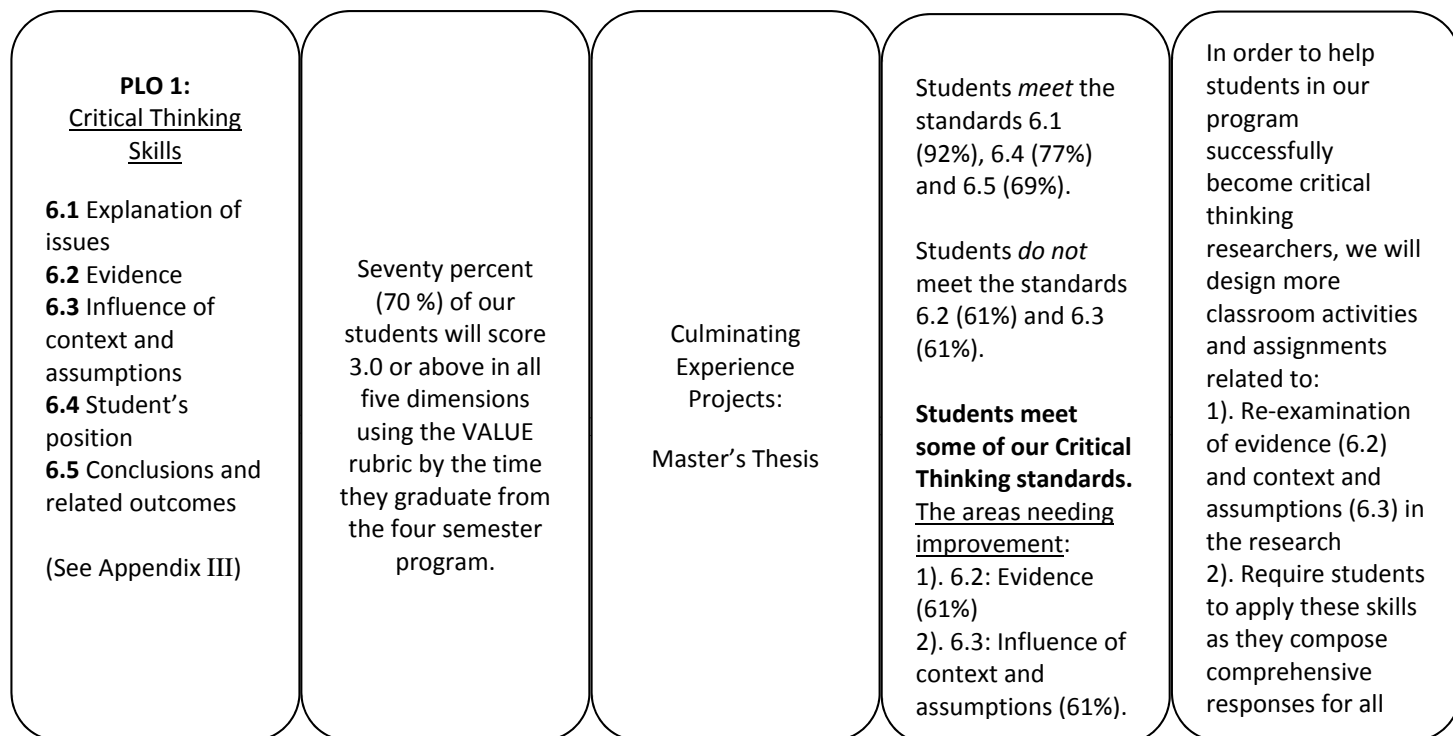 PLO 1:
Critical Thinking
Skills
6.1 Explanation of
issues
6.2 Evidence
6.3 Influence of
context and
assumptions
6.4 Student’s
position
6.5 Conclusions and
related outcomes
(See Appendix III)
Seventy percent
(70 %) of our
students will score
3.0 or above in all
five dimensions
using the VALUE
rubric by the time
they graduate from
the four semester
program.
Culminating
Experience
Projects:
Master’s Thesis
Students meet the
standards 6.1
(92%), 6.4 (77%)
and 6.5 (69%).
Students do not
meet the standards
6.2 (61%) and 6.3
(61%).
Students meet
some of our Critical
Thinking standards.
The areas needing
improvement:
1). 6.2: Evidence
(61%)
2). 6.3: Influence of
context and
assumptions (61%).
In order to help
students in our
program
successfully
become critical
thinking
researchers, we will
design more
classroom activities
and assignments
related to:
1). Re-examination
of evidence (6.2)
and context and
assumptions (6.3) in
the research
2). Require students
to apply these skills
as they compose
comprehensive
responses for all